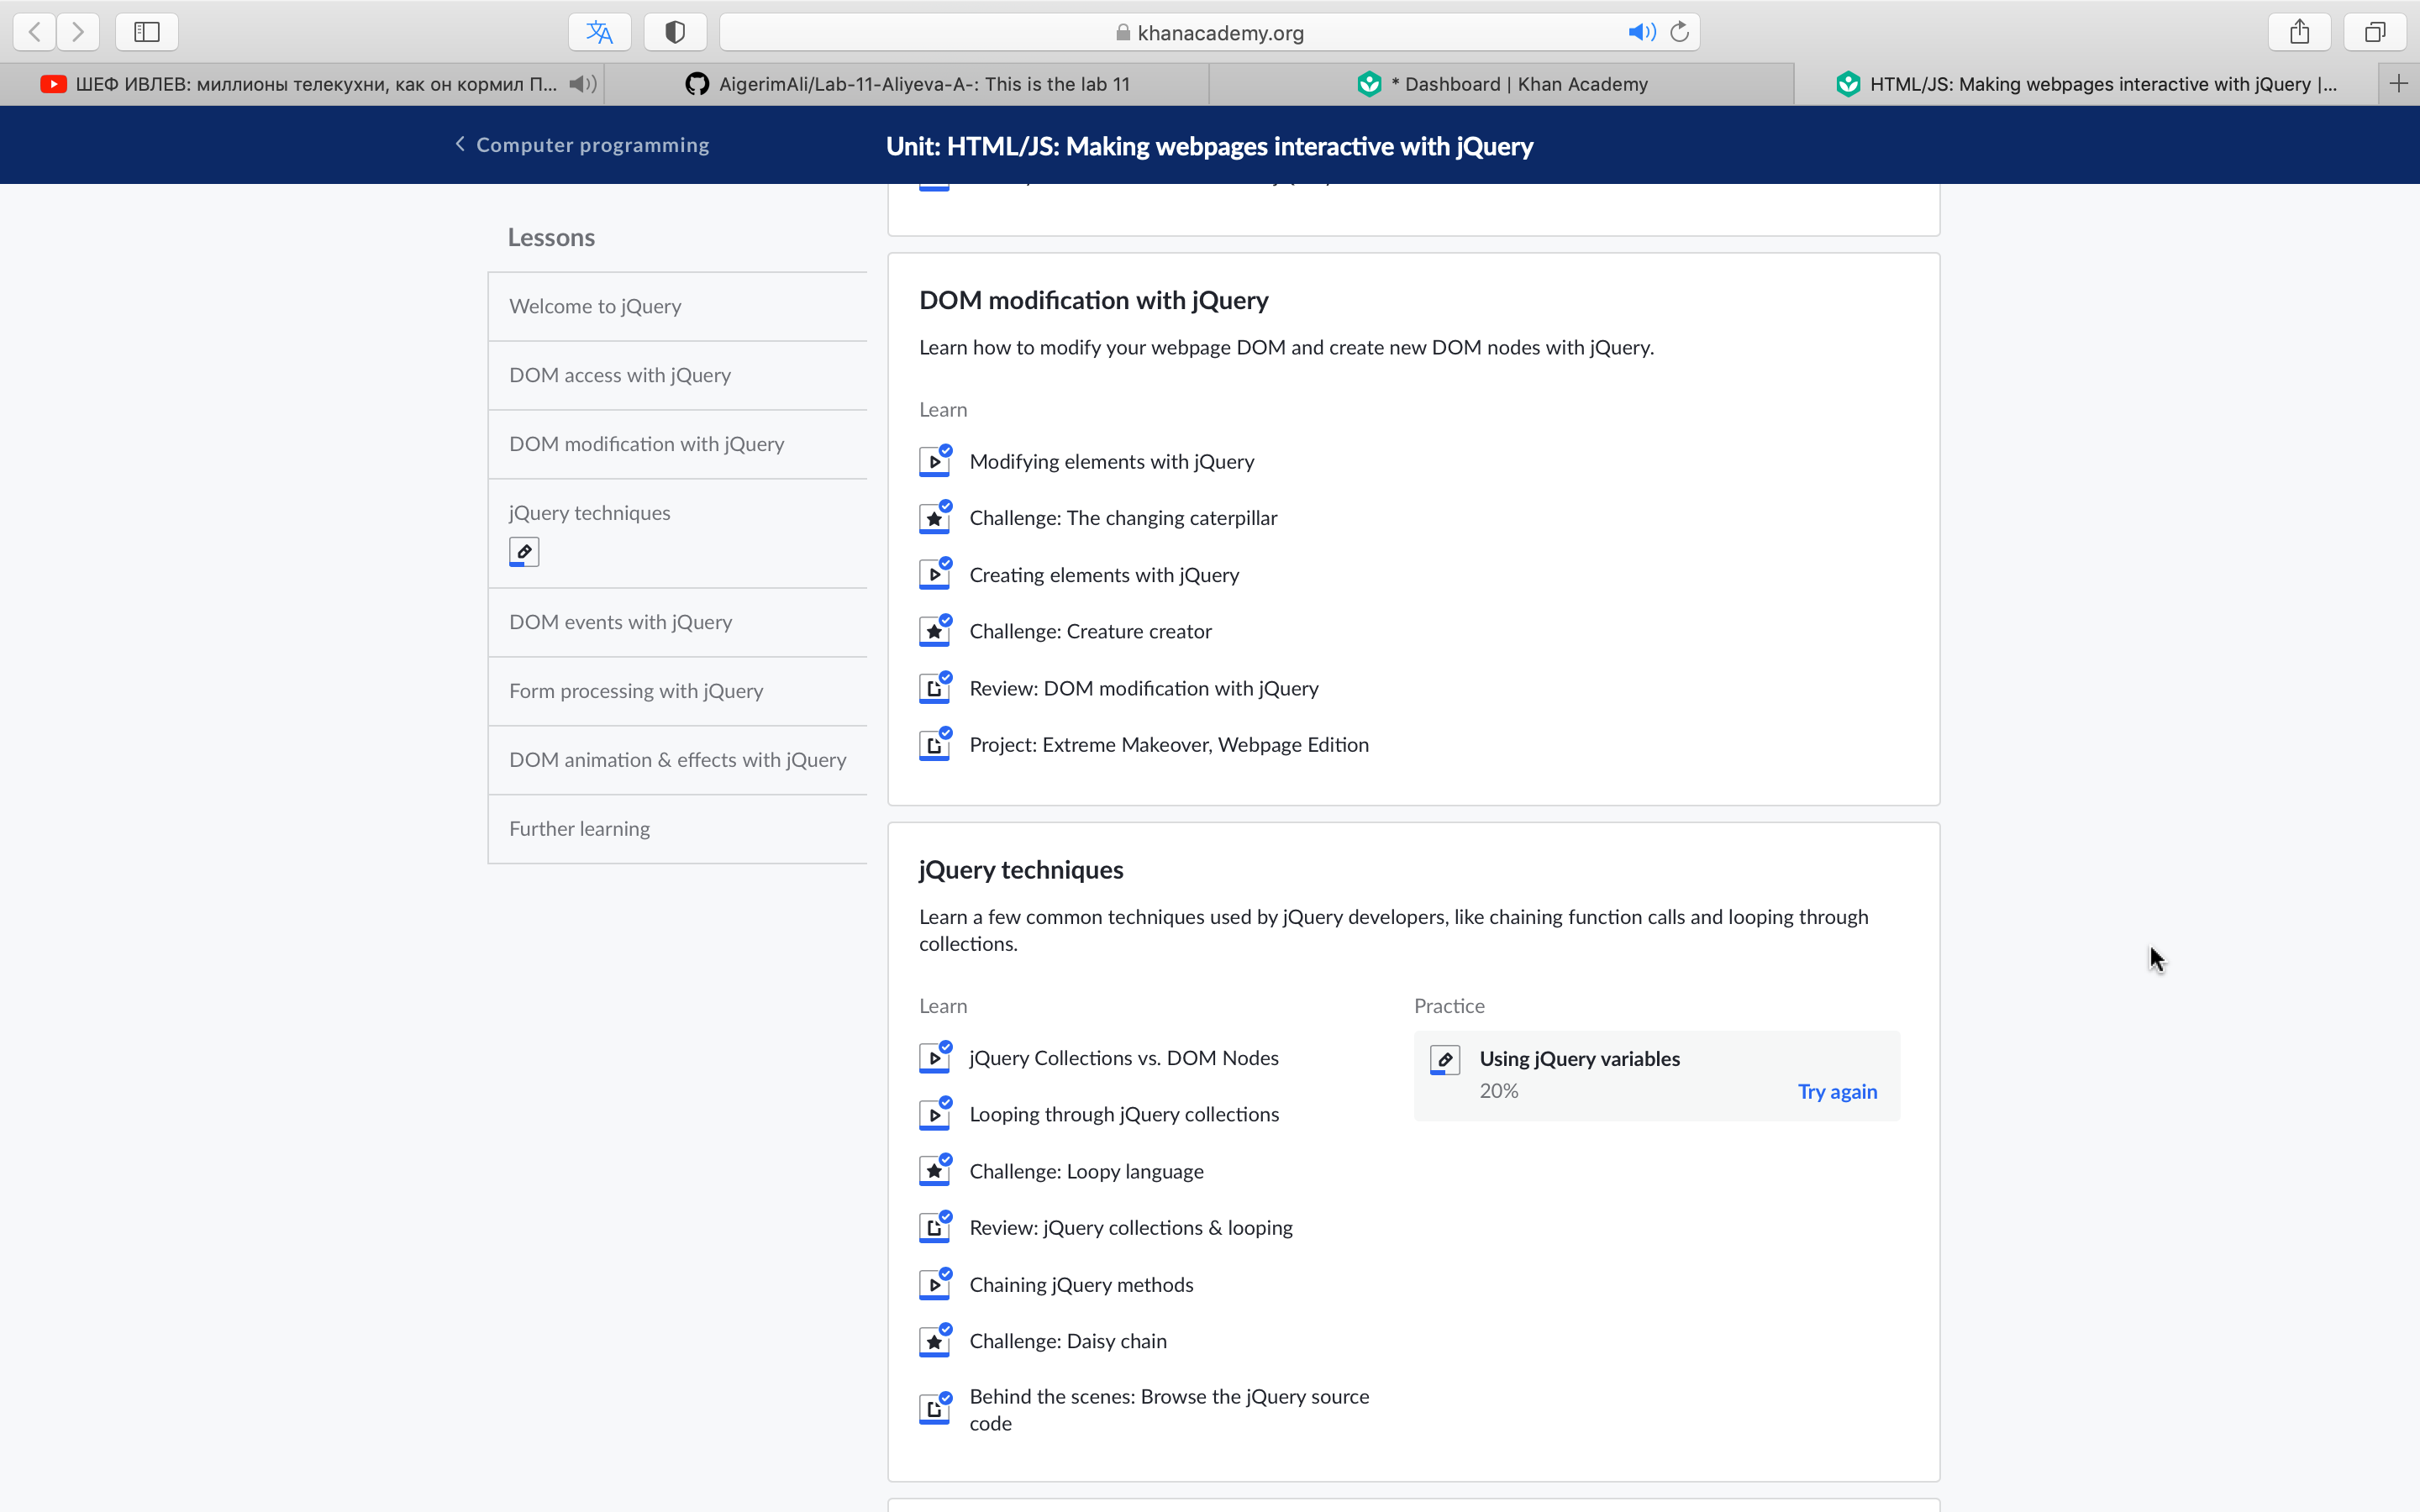 khanacademy.org
ШЕФ ИВЛЕВ: миллионы телекухни, как он кормил П...
AigerimAli/Lab-11-Aliyeva-A-: This is the lab 11
* Dashboard | Khan Academy
HTML/JS: Making webpages interactive with jQuery |...
Computer programming
Unit: HTML/JS: Making webpages interactive with jQuery
Lessons
Welcome to jQuery
DOM access with jQuery
DOM modification with jQuery
jQuery techniques
DOM events with jQuery
Form processing with jQuery
DOM animation & effects with jQuery
Further learning
DOM modification with jQuery
Learn how to modify your webpage DOM and create new DOM nodes with jQuery.
Learn
Modifying elements with jQuery
Challenge: The changing caterpillar
Creating elements with jQuery
Challenge: Creature creator
Review: DOM modification with jQuery
Project: Extreme Makeover, Webpage Edition
jQuery techniques
Learn a few common techniques used by jQuery developers, like chaining function calls and looping through
collections.
Learn
jQuery Collections vs. DOM Nodes
Looping through jQuery collections
Challenge: Loopy language
Review: jQuery collections & looping
Chaining jQuery methods
Challenge: Daisy chain
Behind the scenes: Browse the jQuery source
code
Practice
Using jQuery variables
20%
Try again